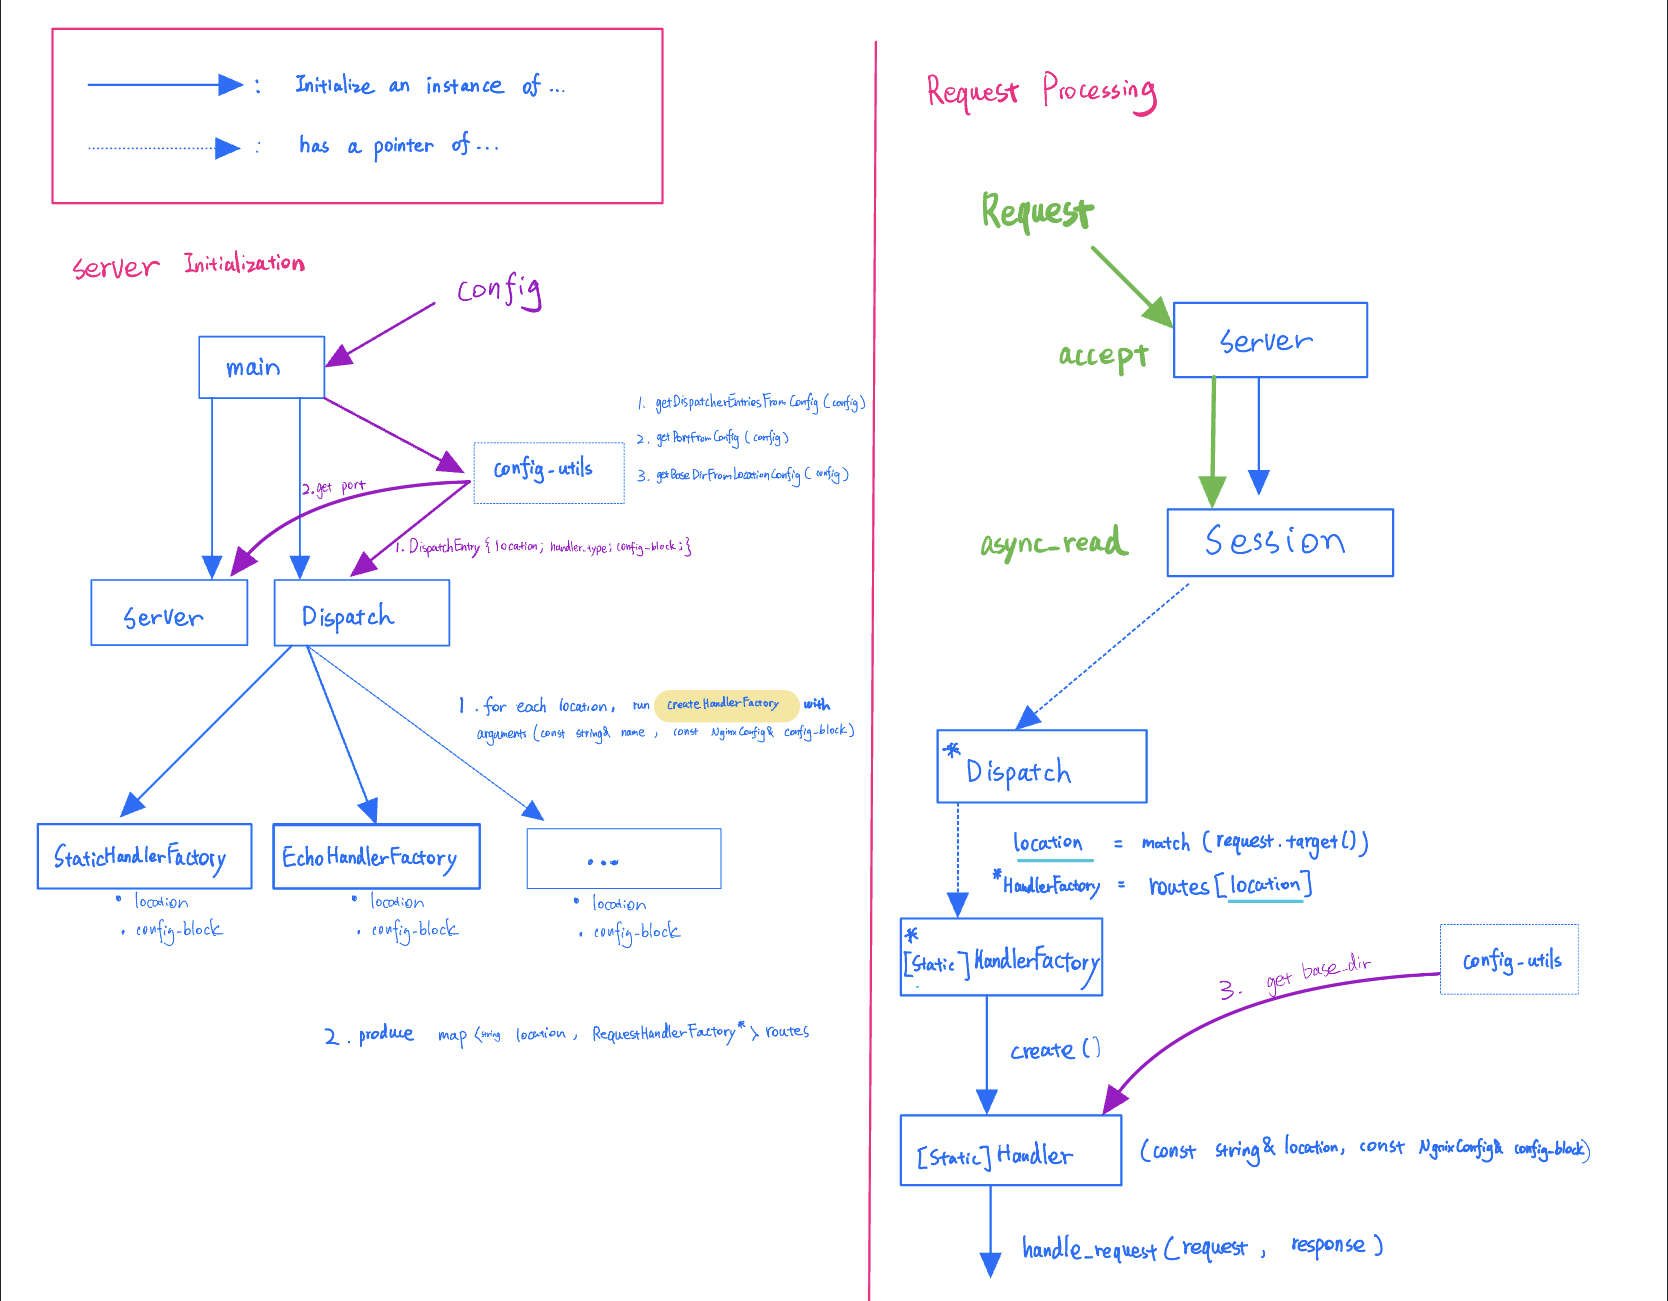 : Initialize an instance of ...
: has a pointer of ...
Server Initialization
config
main
1. getDispatcherEntriesFromConfig (config)
2. getPortFromConfig (config)
3. getBaseDirFromLocationConfig (config)
config-utils
2. get port
1. DispatchEntry { location; handler_type; config-block; }
Server
Dispatch
1. for each location, run createHandlerFactory with
arguments (const string& name, const NginxConfig& config-block)
StaticHandlerFactory
• location
• config-block
EchoHandlerFactory
• location
• config-block
...
• location
• config-block
2. produce map <string location, RequestHandlerFactory*> routes
Request Processing
Request
accept
Server
async_read
Session
*
Dispatch
location = match (request.target())
*HandlerFactory = routes[location]
*
[Static]HandlerFactory
config-utils
3. get base_dir
create()
[Static]Handler
(const string& location, const NginxConfig& config-block)
handle_request(request, response)